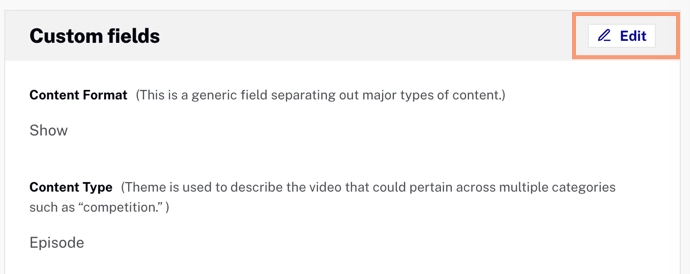 Custom fields
Edit
Content Format (This is a generic field separating out major types of content.)
Show
Content Type (Theme is used to describe the video that could pertain across multiple categories
such as “competition.” )
Episode